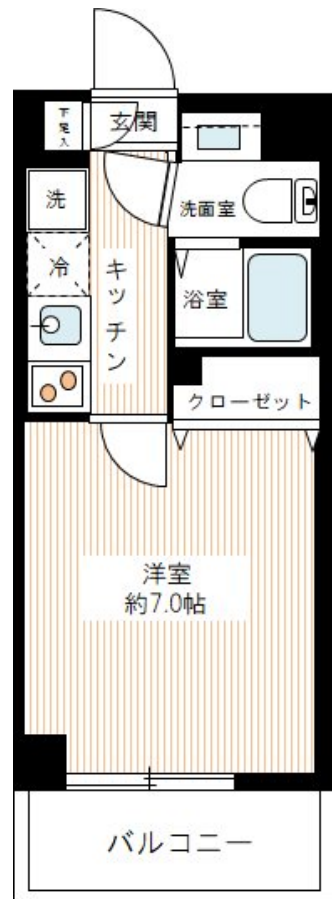 玄関
下足入
洗面室
洗
冷
キッチン
浴室
クローゼット
洋室
約7.0帖
バルコニー